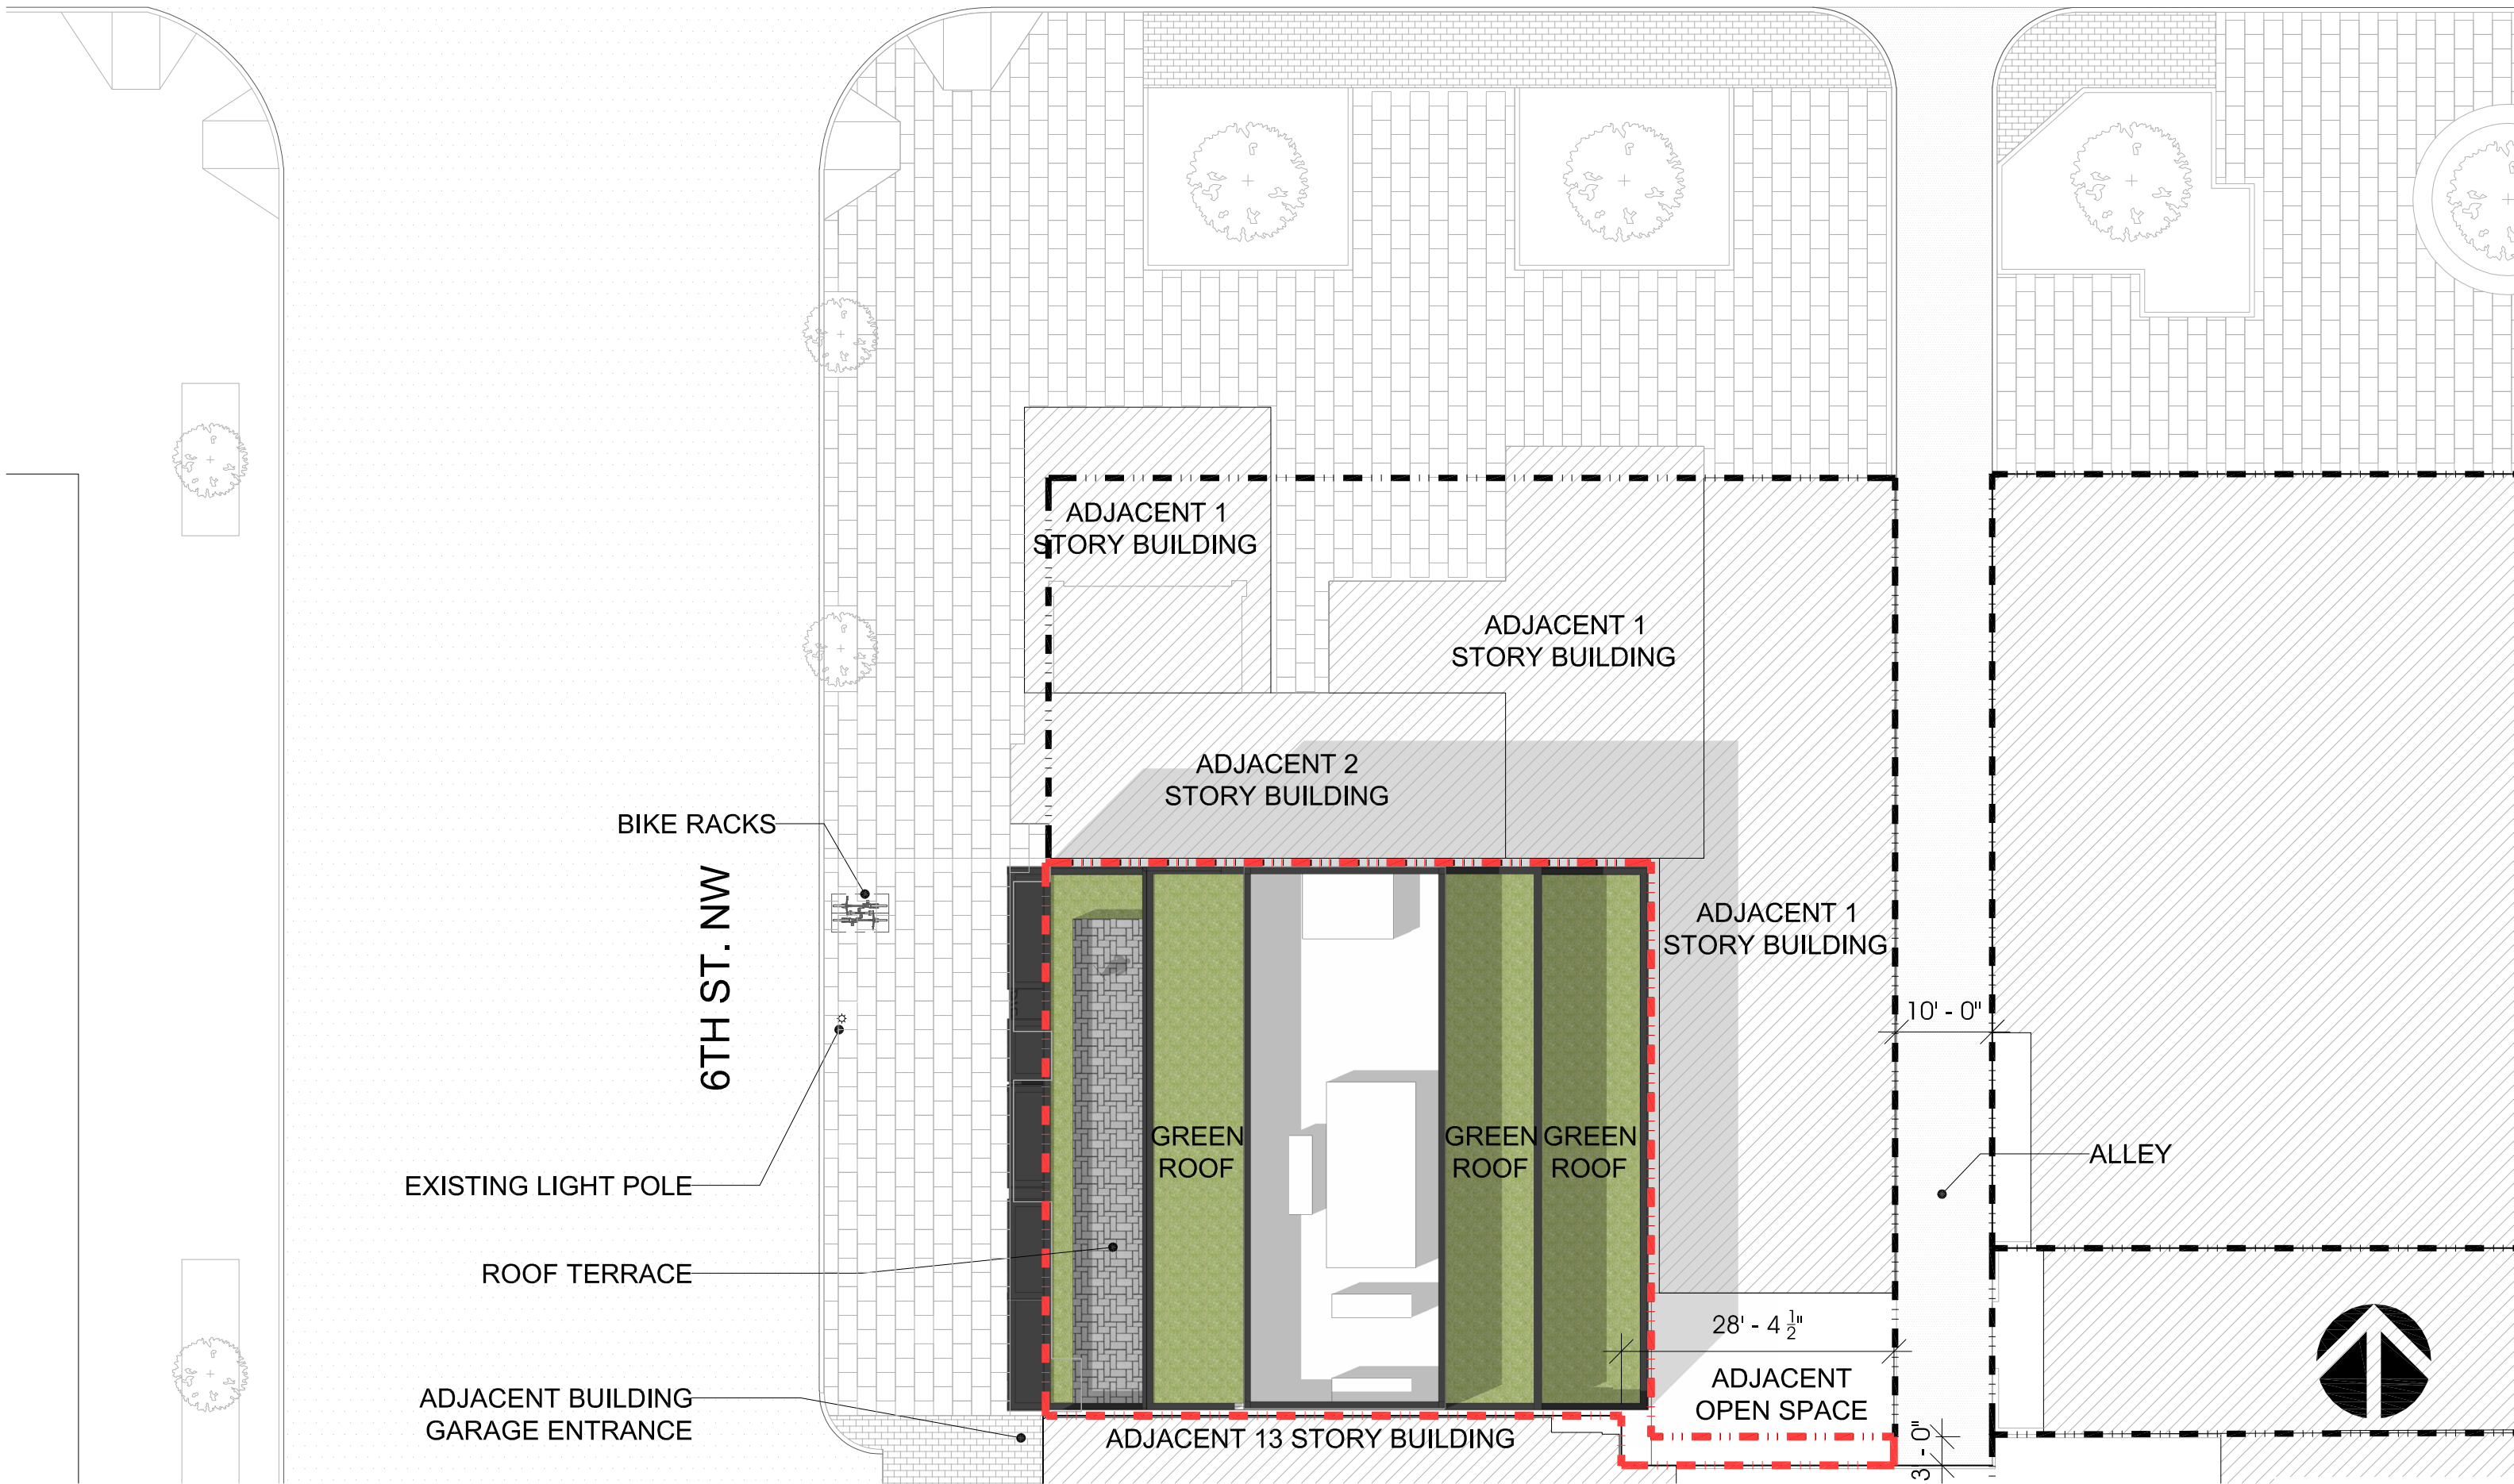 ADJACENT 1
STORY BUILDING
ADJACENT 1
STORY BUILDING
ADJACENT 2
STORY BUILDING
BIKE RACKS
6TH ST. NW
ADJACENT 1
STORY BUILDING
10' - 0"
EXISTING LIGHT POLE
GREEN
ROOF
GREEN
ROOF
GREEN
ROOF
ALLEY
ROOF TERRACE
28' - 4 1/2"
ADJACENT BUILDING
GARAGE ENTRANCE
ADJACENT
OPEN SPACE
ADJACENT 13 STORY BUILDING
3' - 0"